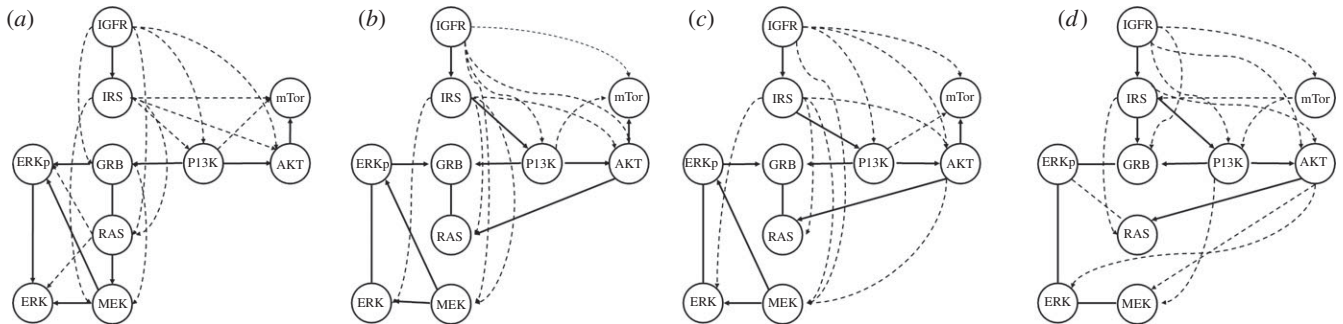 (a)
IGFR
IRS
mTor
ERKp
GRB
P13K
AKT
RAS
ERK
MEK
(b)
IGFR
IRS
mTor
ERKp
GRB
P13K
AKT
RAS
ERK
MEK
(c)
IGFR
IRS
mTor
ERKp
GRB
P13K
AKT
RAS
ERK
MEK
(d)
IGFR
IRS
mTor
ERKp
GRB
P13K
AKT
RAS
ERK
MEK